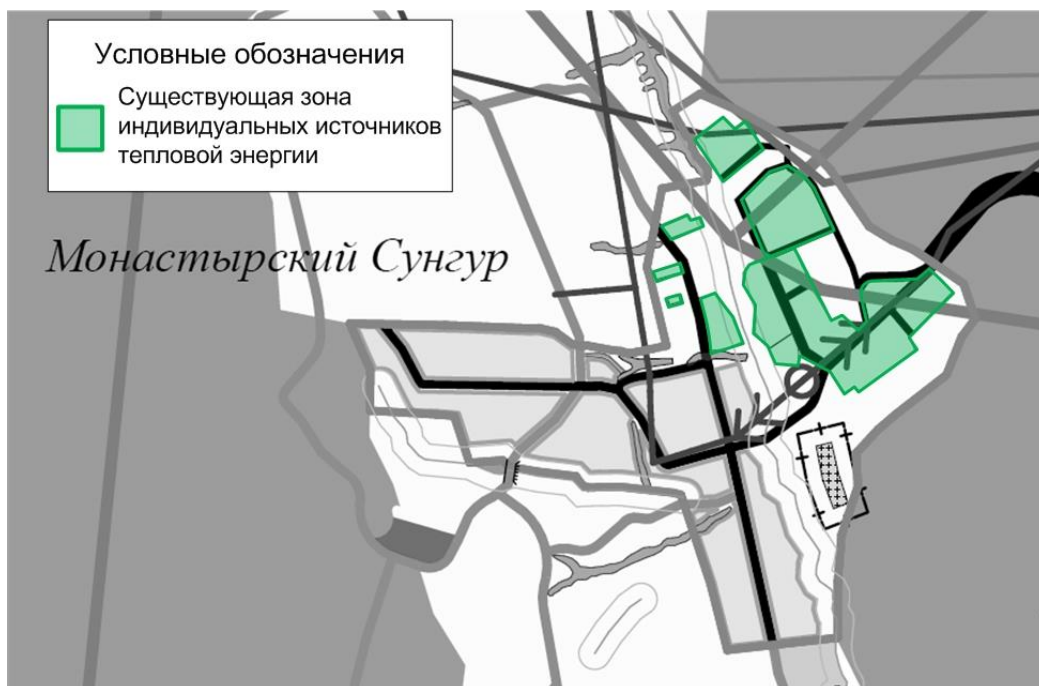 Условные обозначения
Существующая зона
индивидуальных источников
тепловой энергии
Монастырский Сунгур